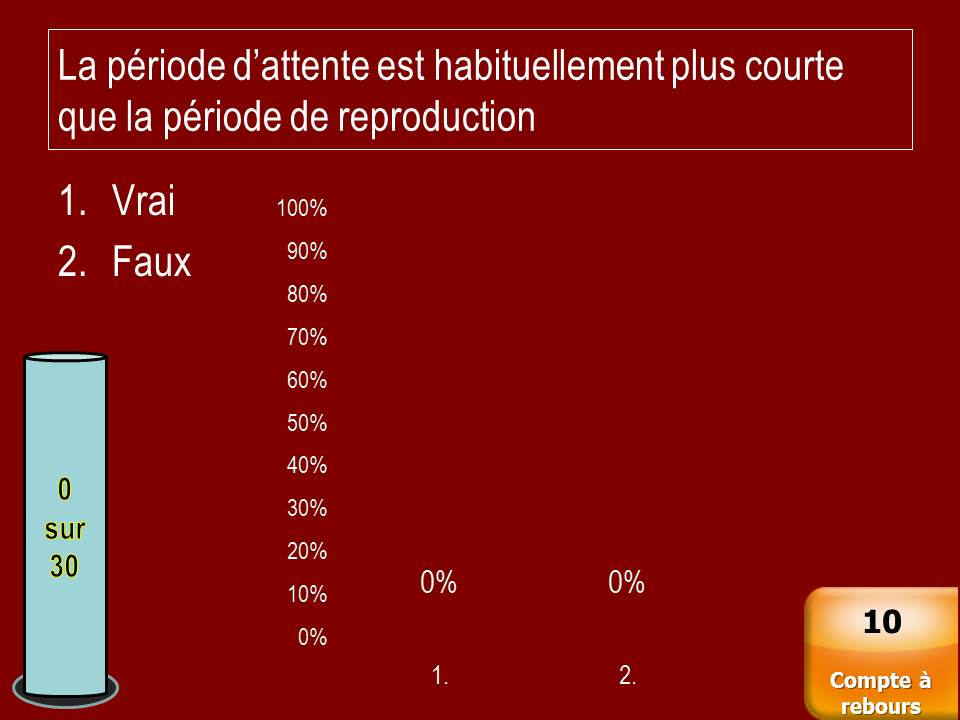 La période d’attente est habituellement plus courte
que la période de reproduction
1. Vrai
2. Faux
100%
90%
80%
70%
60%
50%
40%
30%
20%
10%
0%
0%
0%
1.
2.
0
sur
30
10
Compte à
rebours